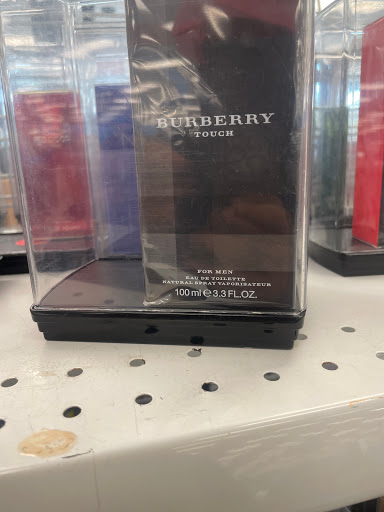 BURBERRY
TOUCH
FOR MEN
EAU DE TOILETTE
NATURAL SPRAY VAPORISATEUR
100 ml ℮ 3.3 FL.OZ.